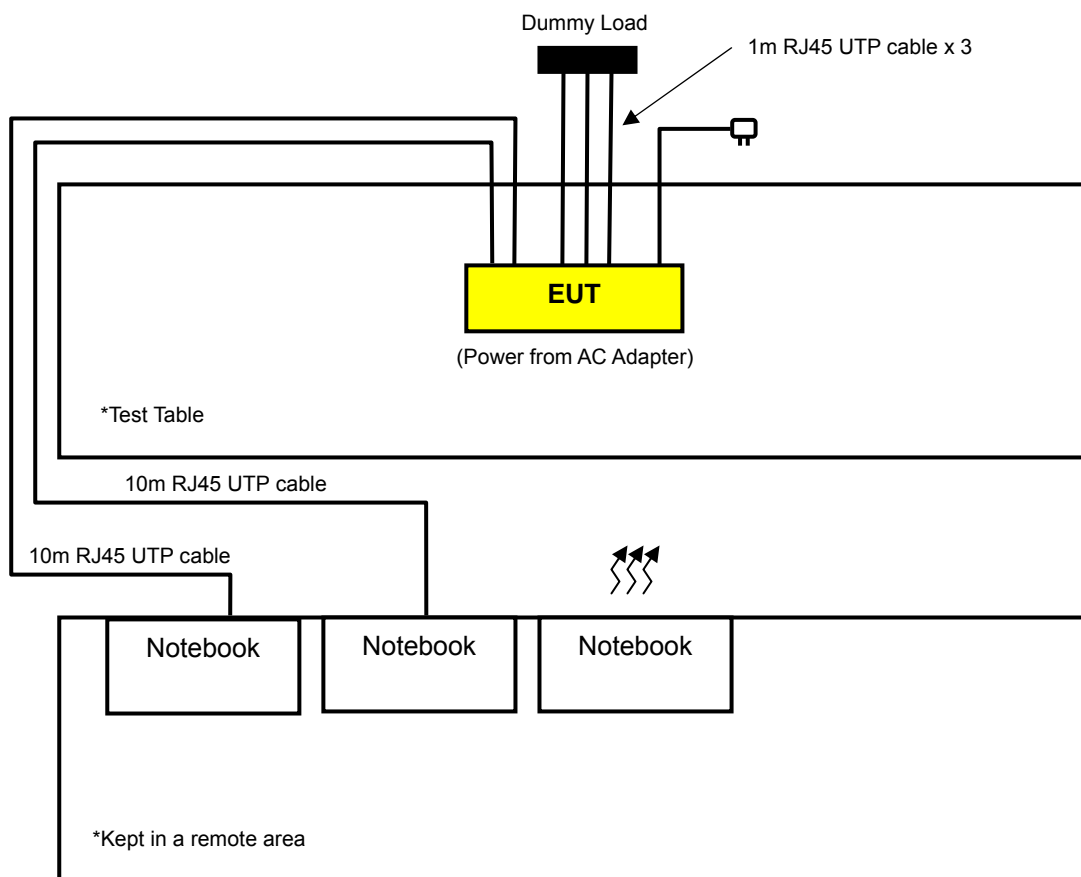 Dummy Load
1m RJ45 UTP cable x 3
EUT
(Power from AC Adapter)
*Test Table
10m RJ45 UTP cable
10m RJ45 UTP cable
Notebook
Notebook
Notebook
*Kept in a remote area